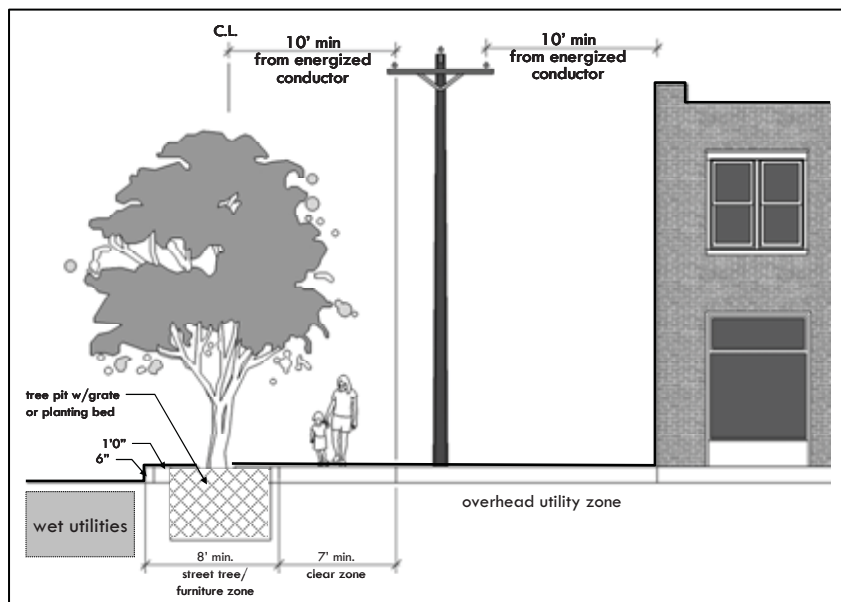 C.L.
10' min
from energized
conductor
10' min
from energized
conductor
tree pit w/grate
or planting bed
1'0"
6"
wet utilities
overhead utility zone
8' min.
street tree/
furniture zone
7' min.
clear zone